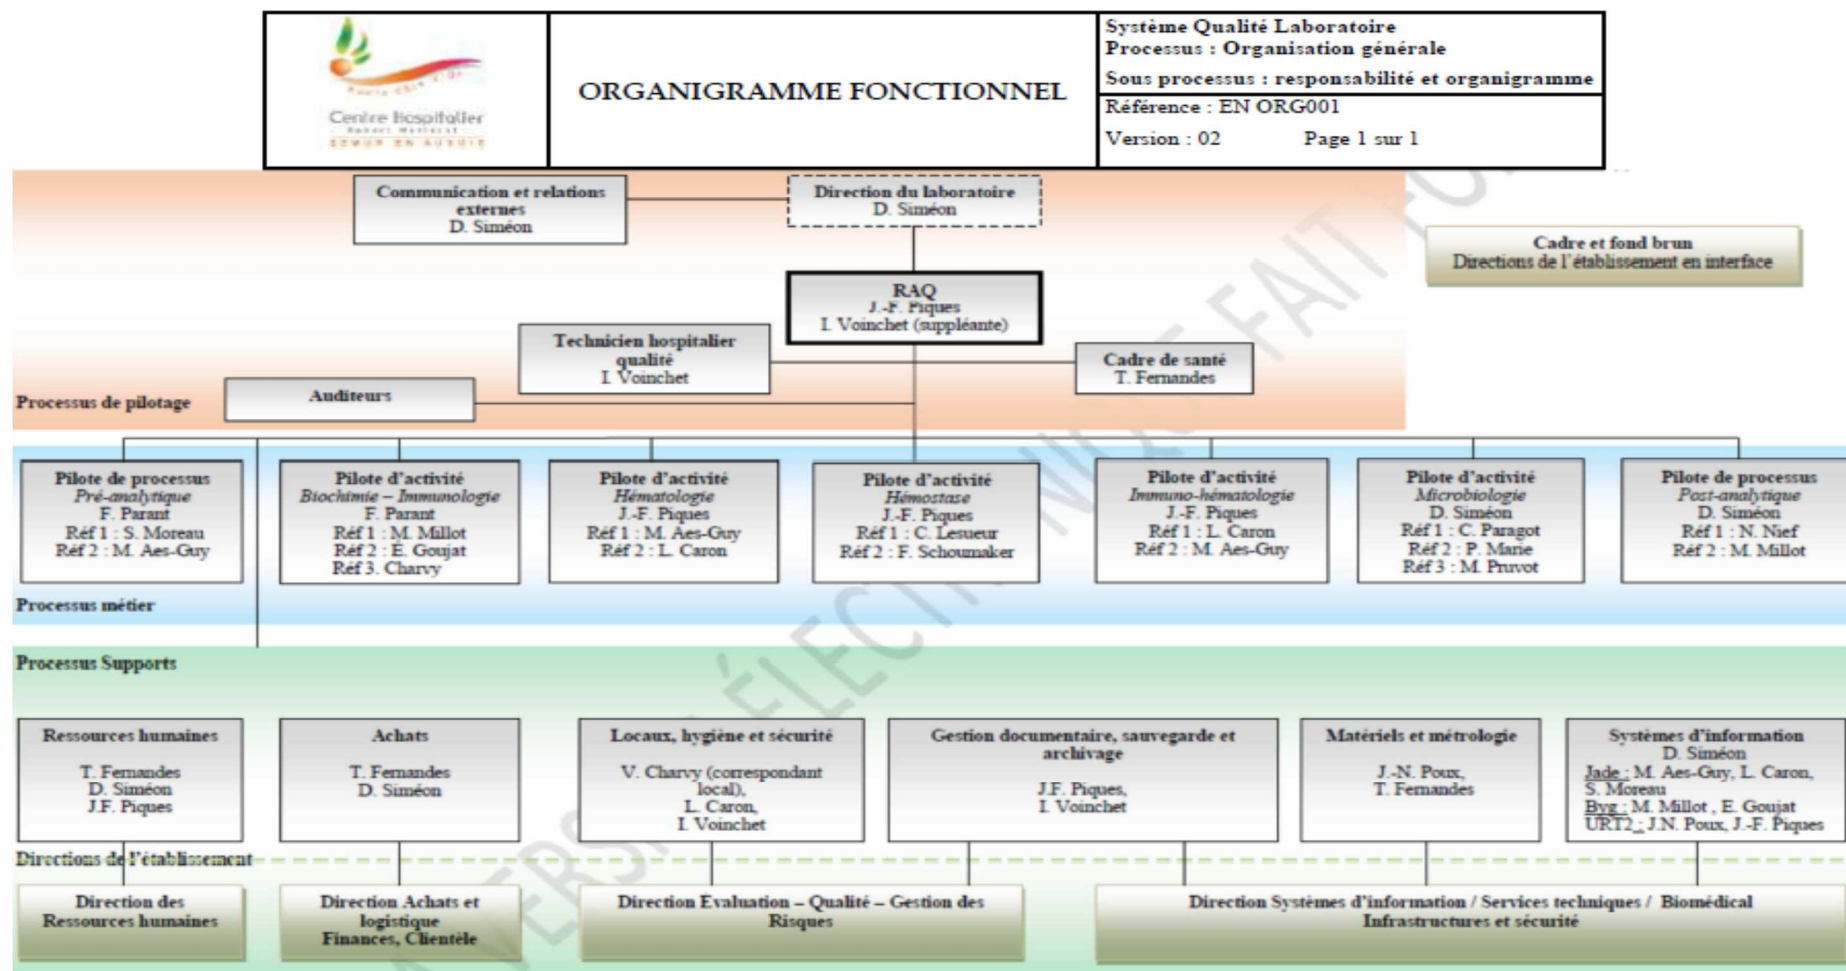 Centre Hospitalier
SEMUR EN AUXOIS
ORGANIGRAMME FONCTIONNEL
Système Qualité Laboratoire
Processus : Organisation générale
Sous processus : responsabilité et organigramme
Référence : EN ORG001
Version : 02 Page 1 sur 1
Communication et relations
externes
D. Siméon
Direction du laboratoire
D. Siméon
Cadre et fond brun
Directions de l'établissement en interface
RAQ
J.-F. Piques
I. Voinchet (suppléante)
Technicien hospitalier
qualité
I. Voinchet
Cadre de santé
T. Fernandes
Auditeurs
Processus de pilotage
Pilote de processus
Pré-analytique
F. Parant
Réf 1 : S. Moreau
Réf 2 : M. Aes-Guy
Pilote d'activité
Biochimie – Immunologie
F. Parant
Réf 1 : M. Millot
Réf 2 : E. Goujat
Réf 3. Charvy
Pilote d'activité
Hématologie
J.-F. Piques
Réf 1 : M. Aes-Guy
Réf 2 : L. Caron
Pilote d'activité
Hémostase
J.-F. Piques
Réf 1 : C. Lesueur
Réf 2 : F. Schoumaker
Pilote d'activité
Immuno-hématologie
J.-F. Piques
Réf 1 : L. Caron
Réf 2 : M. Aes-Guy
Pilote d'activité
Microbiologie
D. Siméon
Réf 1 : C. Paragot
Réf 2 : P. Marie
Réf 3 : M. Pruvot
Pilote de processus
Post-analytique
D. Siméon
Réf 1 : N. Nief
Réf 2 : M. Millot
Processus métier
Processus Supports
Ressources humaines
T. Fernandes
D. Siméon
J.F. Piques
Achats
T. Fernandes
D. Siméon
Locaux, hygiène et sécurité
V. Charvy (correspondant
local),
L. Caron,
I. Voinchet
Gestion documentaire, sauvegarde et
archivage
J.F. Piques,
I. Voinchet
Matériels et métrologie
J.-N. Poux,
T. Fernandes
Systèmes d'information
D. Siméon
Jade : M. Aes-Guy, L. Caron,
S. Moreau
Byg : M. Millot , E. Goujat
URT2 : J.N. Poux, J.-F. Piques
Directions de l'établissement
Direction des
Ressources humaines
Direction Achats et
logistique
Finances, Clientèle
Direction Evaluation – Qualité – Gestion des
Risques
Direction Systèmes d'information / Services techniques / Biomédical
Infrastructures et sécurité